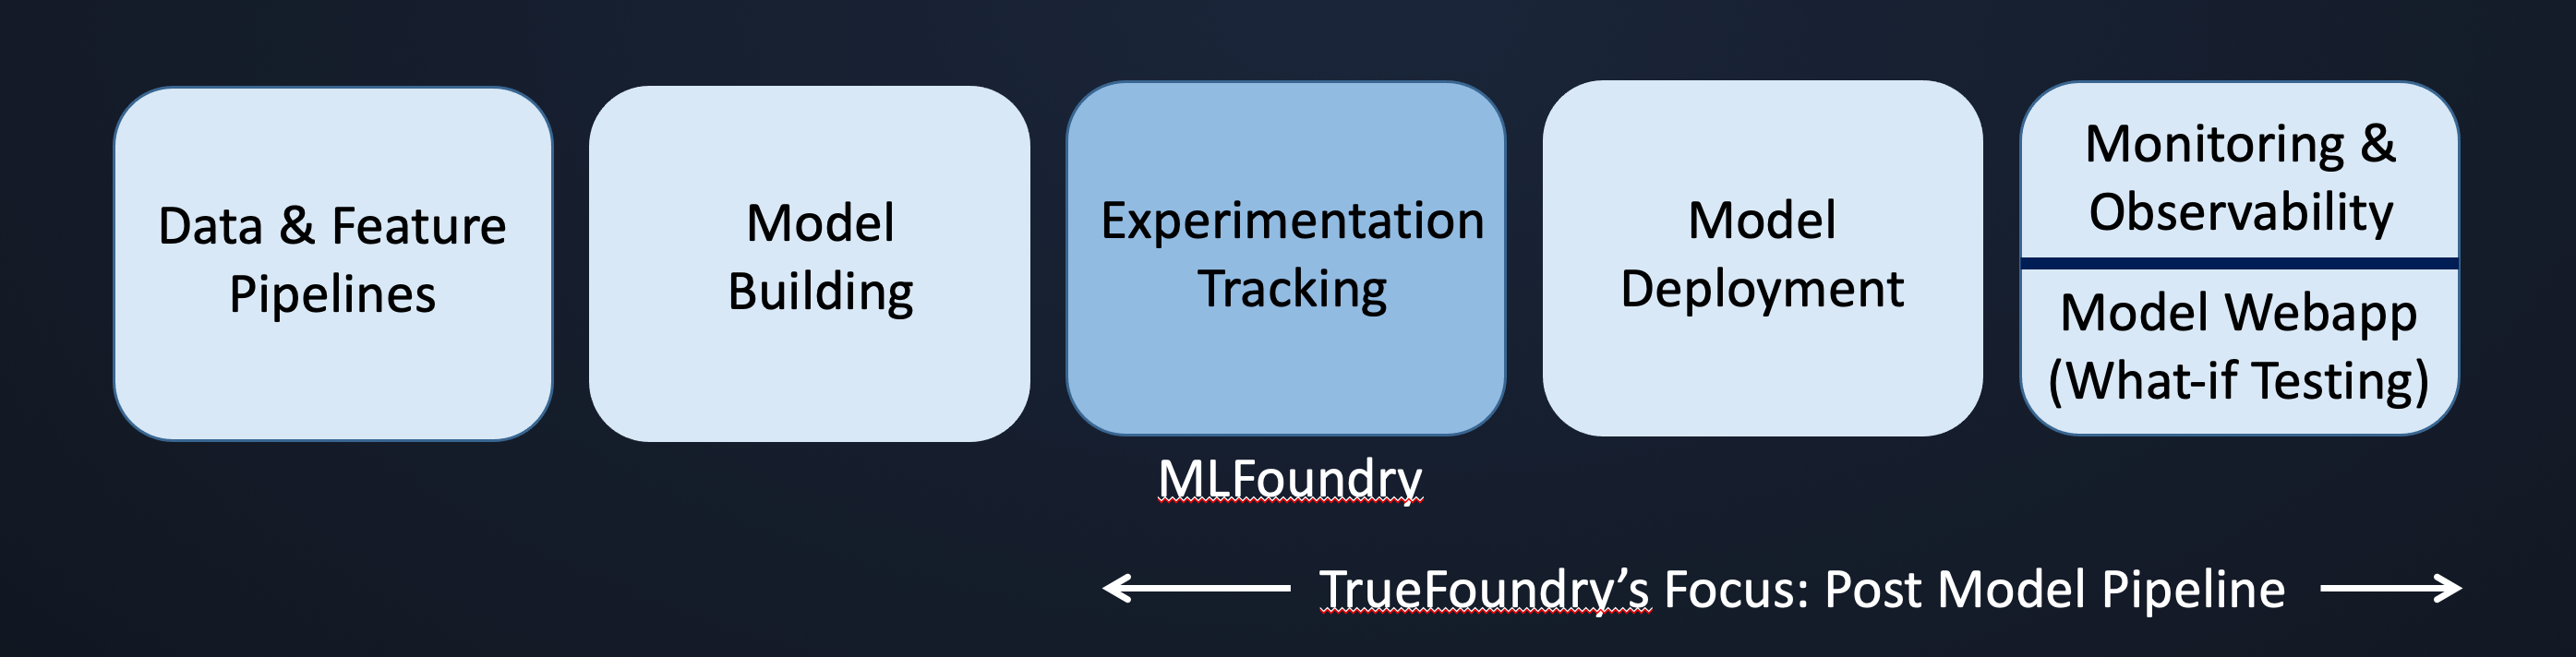 Data & Feature
Pipelines
Model
Building
Experimentation
Tracking
Model
Deployment
Monitoring &
Observability
Model Webapp
(What-if Testing)
MLFoundry
TrueFoundry’s Focus: Post Model Pipeline